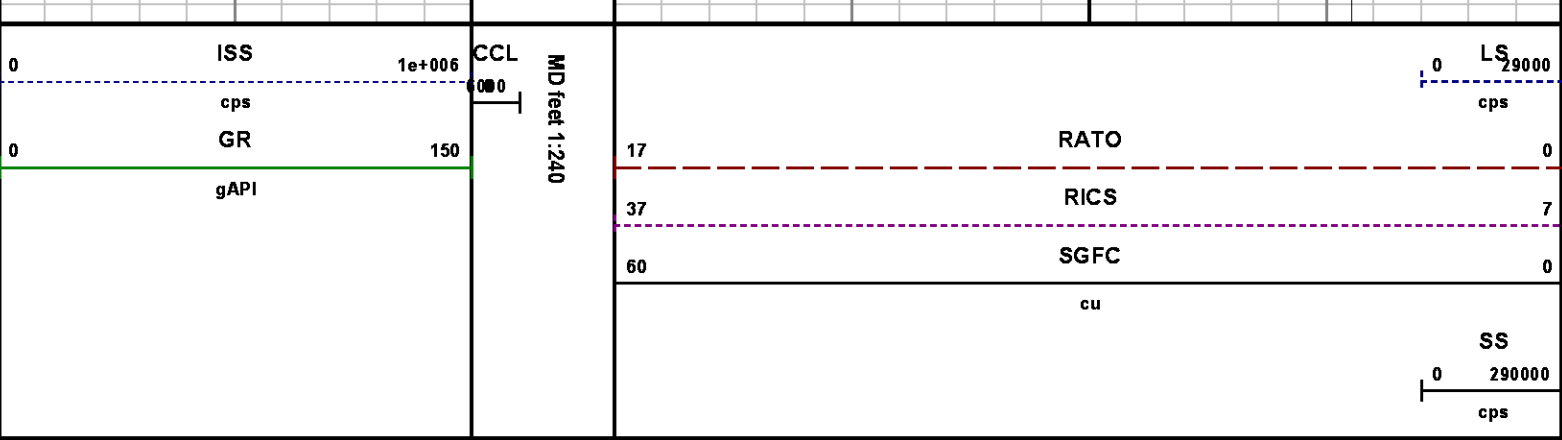 ISS
0 1e+006
cps
GR
0 150
gAPI
CCL
MD feet 1:240
LS
0 29000
cps
RATO
17 0
RICS
37 7
SGFC
60 0
cu
SS
0 290000
cps